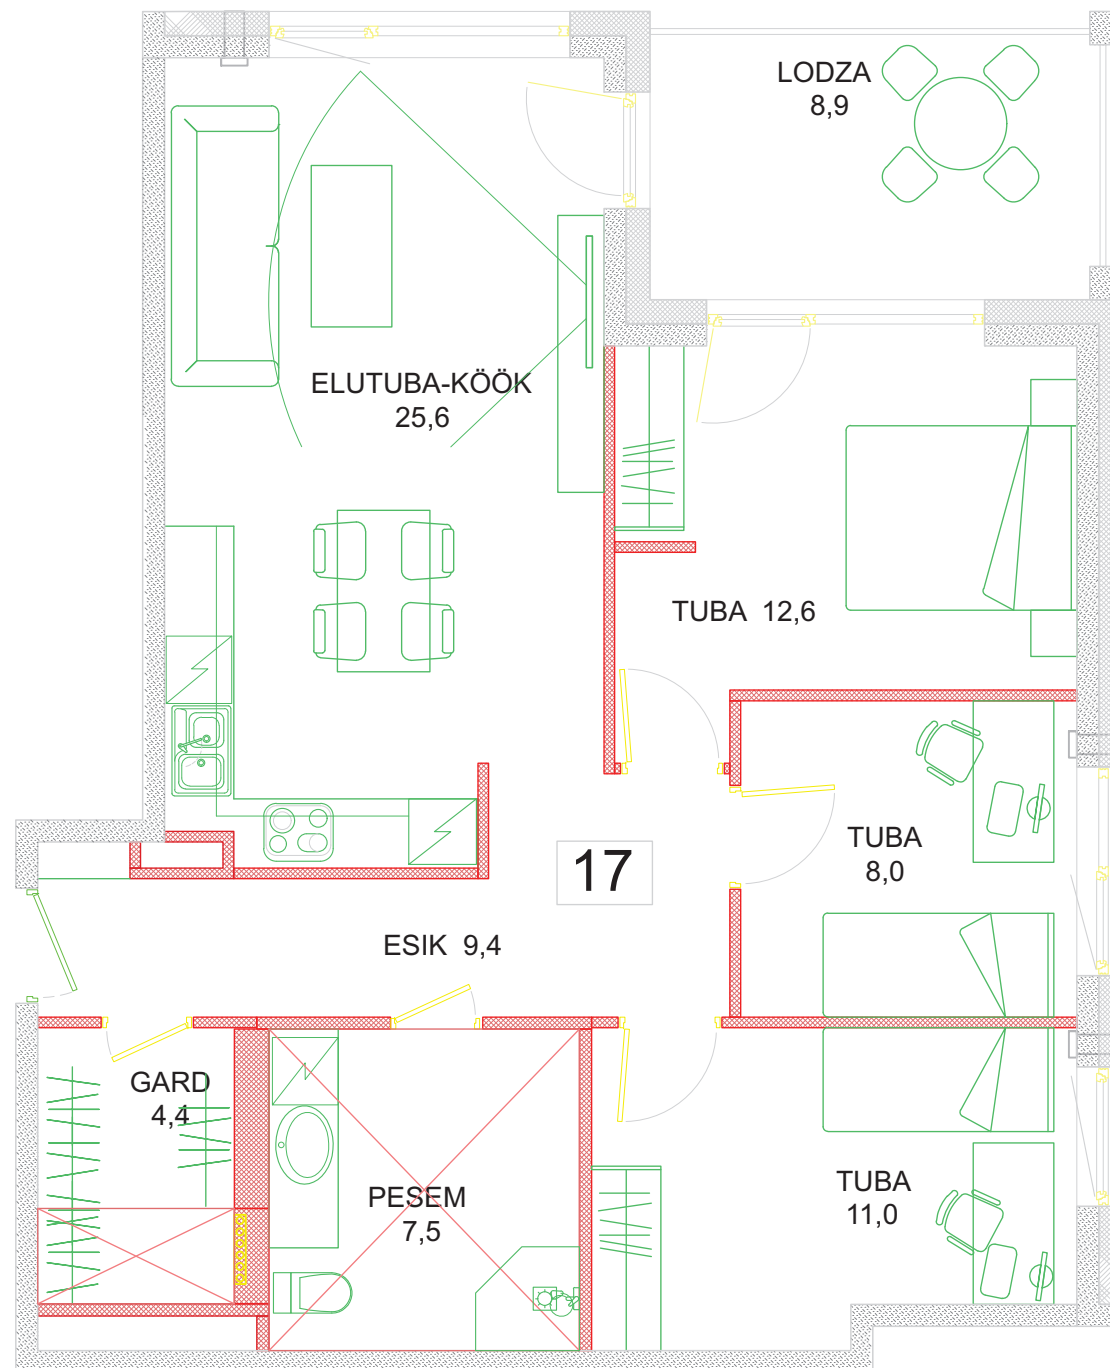 LODZA
8,9
ELUTUBA-KÖÖK
25,6
TUBA 12,6
TUBA
8,0
17
ESIK 9,4
GARD
4,4
PESEM
7,5
TUBA
11,0